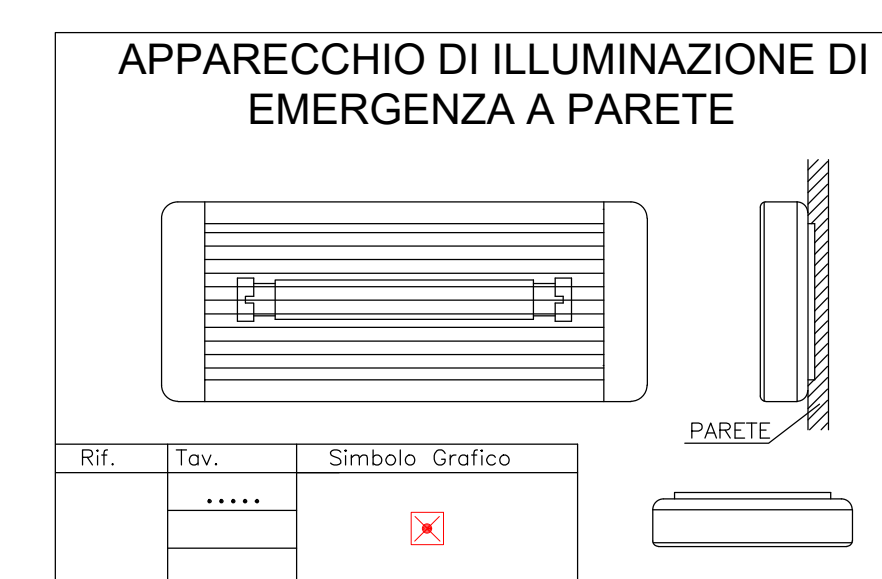 APPARECCHIO DI ILLUMINAZIONE DI
EMERGENZA A PARETE
PARETE
Rif. Tav. Simbolo Grafico
.....